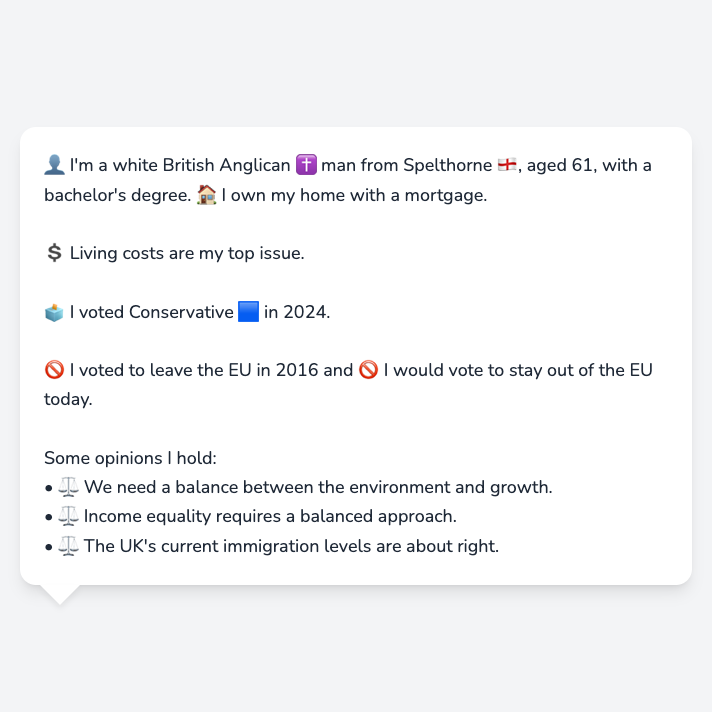 👤 I'm a white British Anglican ✝️ man from Spelthorne 🏴󠁧󠁢󠁥󠁮󠁧󠁿, aged 61, with a
bachelor's degree. 🏠 I own my home with a mortgage.
💲 Living costs are my top issue.
🗳️ I voted Conservative 🟦 in 2024.
🚫 I voted to leave the EU in 2016 and 🚫 I would vote to stay out of the EU
today.
Some opinions I hold:
• ⚖️ We need a balance between the environment and growth.
• ⚖️ Income equality requires a balanced approach.
• ⚖️ The UK's current immigration levels are about right.